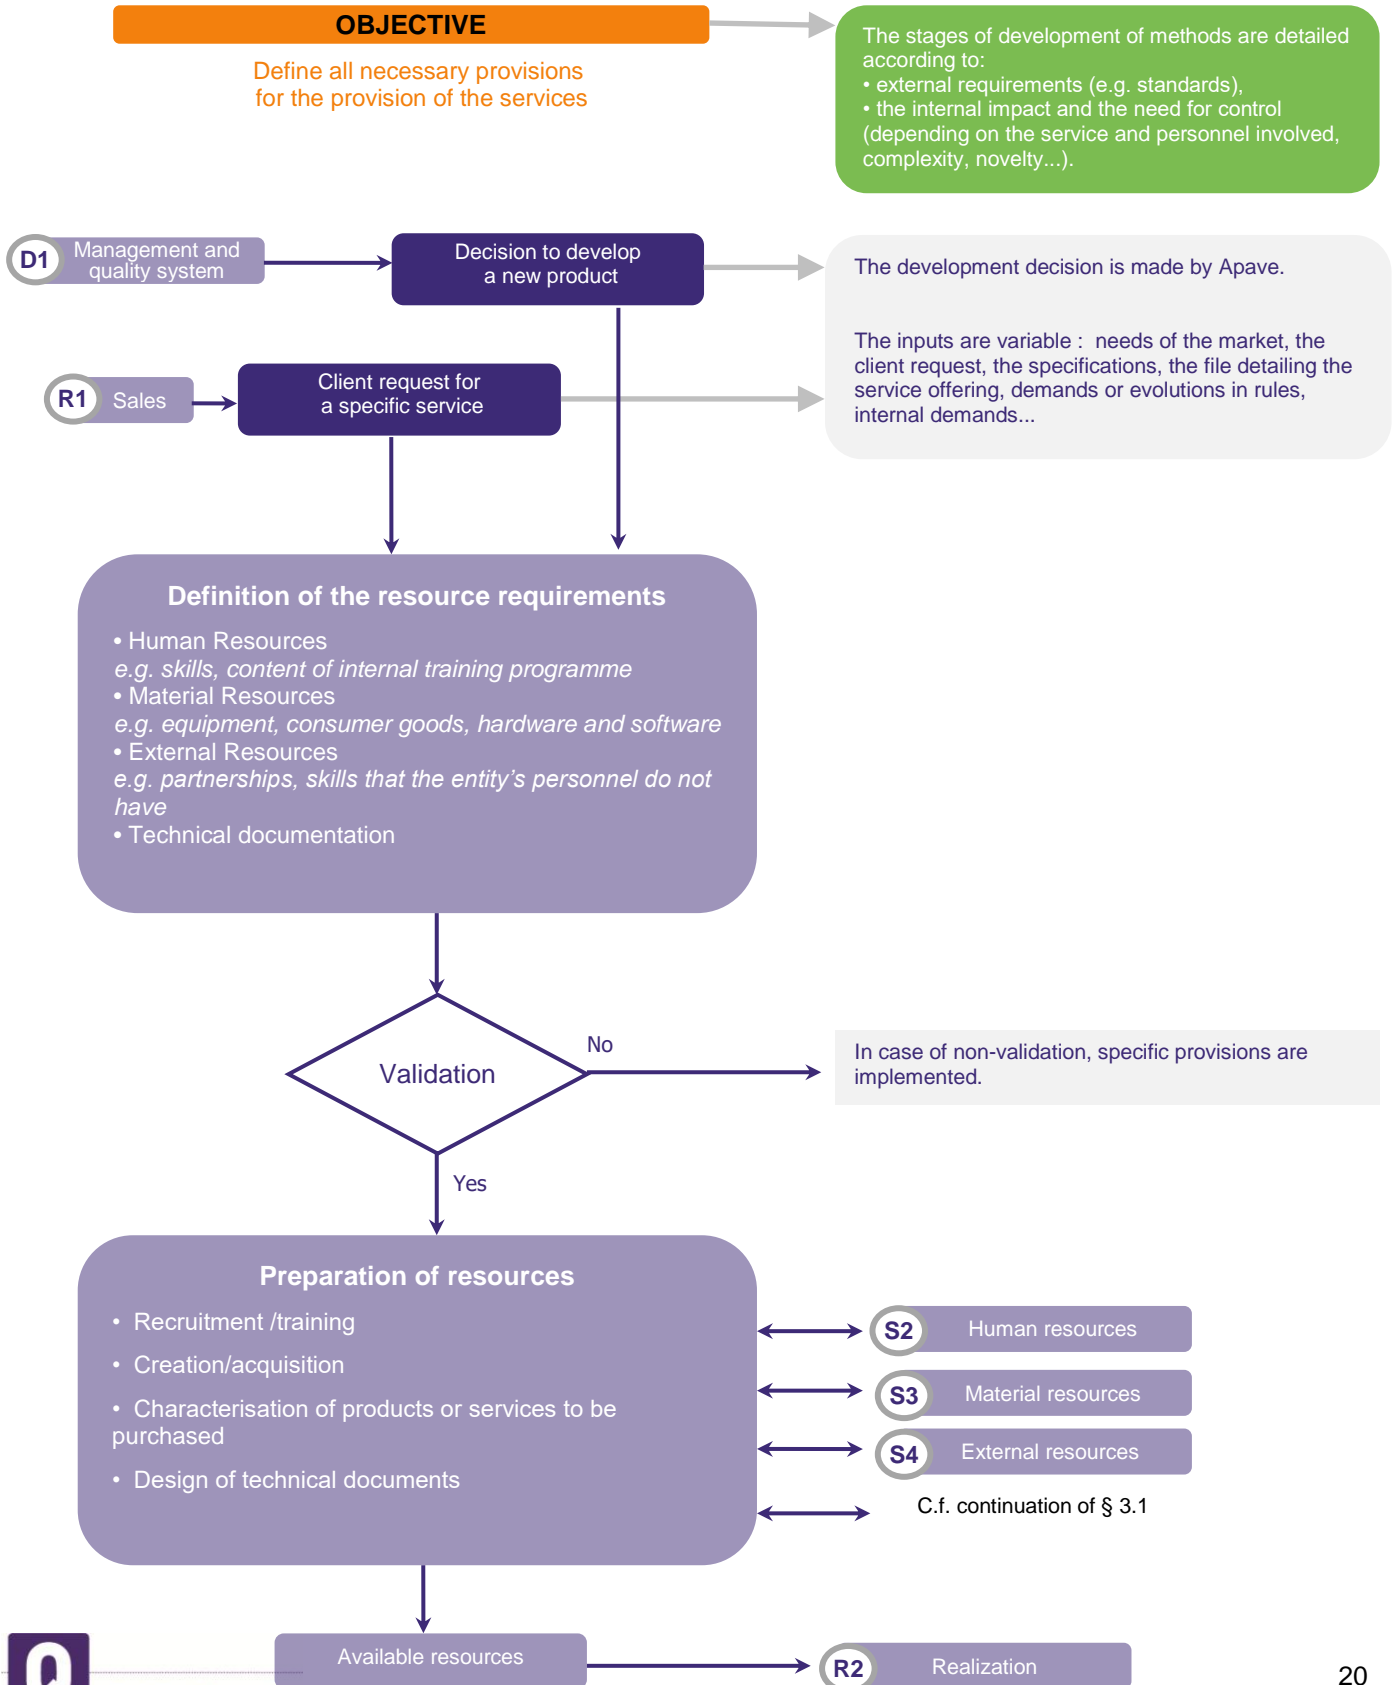 OBJECTIVE
Define all necessary provisions
for the provision of the services
The stages of development of methods are detailed
according to:
• external requirements (e.g. standards),
• the internal impact and the need for control
(depending on the service and personnel involved,
complexity, novelty...).
D1
Management and
quality system
Decision to develop
a new product
The development decision is made by Apave.
The inputs are variable : needs of the market, the
client request, the specifications, the file detailing the
service offering, demands or evolutions in rules,
internal demands...
R1
Sales
Client request for
a specific service
Definition of the resource requirements
• Human Resources
e.g. skills, content of internal training programme
• Material Resources
e.g. equipment, consumer goods, hardware and software
• External Resources
e.g. partnerships, skills that the entity's personnel do not
have
• Technical documentation
Validation
No
In case of non-validation, specific provisions are
implemented.
Yes
Preparation of resources
• Recruitment /training
• Creation/acquisition
• Characterisation of products or services to be
purchased
• Design of technical documents
S2
Human resources
S3
Material resources
S4
External resources
C.f. continuation of § 3.1
Available resources
R2
Realization
20